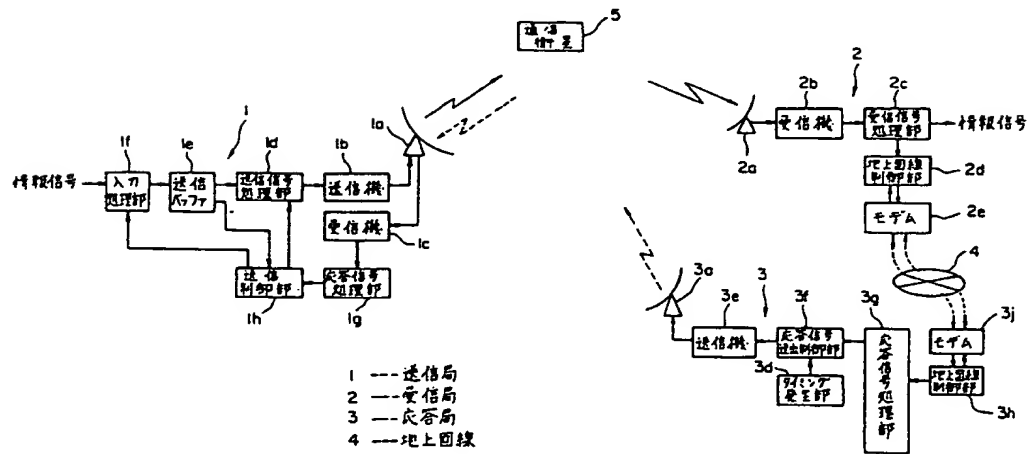 5
通信
衛星
1
1a
1f
1e
1d
1b
情報信号
入力
処理部
送信
バッファ
送信信号
処理部
送信機
受信機
1c
送信
制御部
応答信号
処理部
1h
1g
2
2b
2c
2a
受信機
受信信号
処理部
情報信号
地上回線
制御部
2d
モデム
2e
4
3
3a
3e
3f
3g
3j
送信機
応答信号
送出制御部
3d
タイミング
発生部
応答信号処理部
モデム
地上回線
制御部
3h
1 ---送信局
2 ---受信局
3 ---応答局
4 ---地上回線